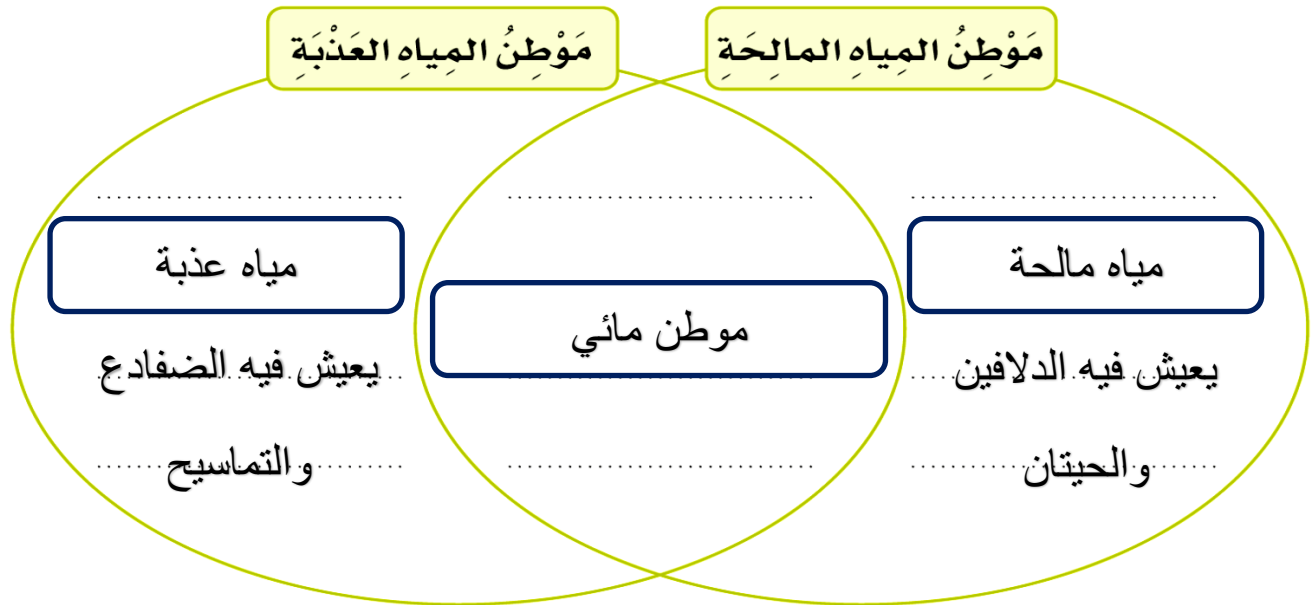 مَوْطِنُ المِياهِ المالِحَةِ
مَوْطِنُ المِياهِ العَذْبَةِ
مياه مالحة
يعيش فيه الدلافين
والحيتان
موطن مائي
مياه عذبة
يعيش فيه الضفادع
والتماسيح